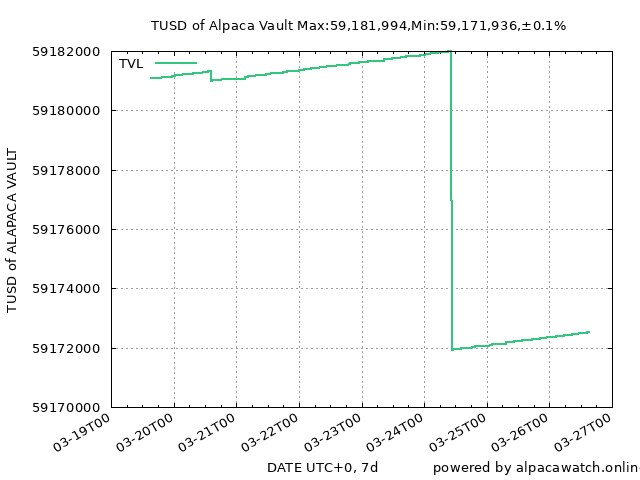 TUSD of Alpaca Vault Max:59,181,994,Min:59,171,936,±0.1%
TVL
59182000
59180000
59178000
59176000
59174000
59172000
59170000
TUSD of ALAPACA VAULT
03-19T00
03-20T00
03-21T00
03-22T00
03-23T00
03-24T00
03-25T00
03-26T00
03-27T00
DATE UTC+0, 7d
powered by alpacawatch.onlin